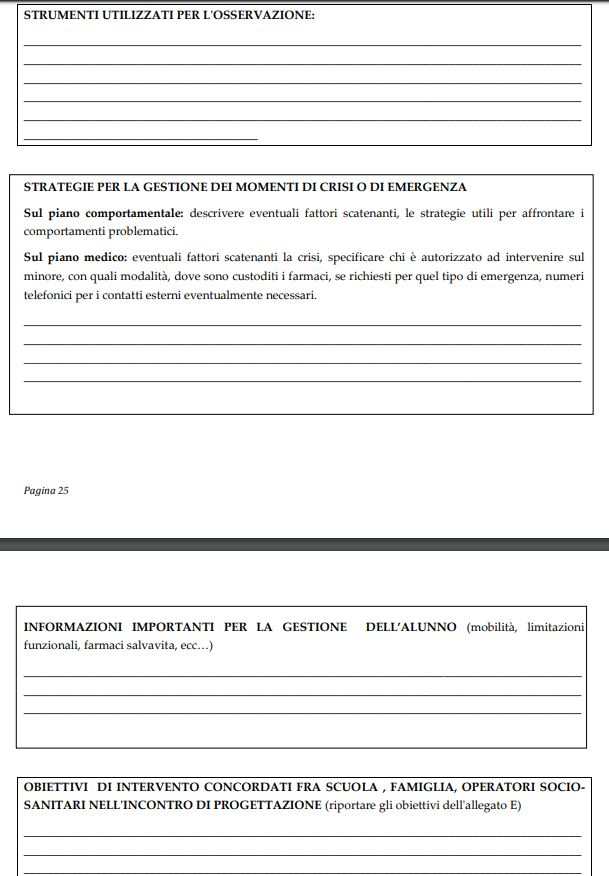 STRUMENTI UTILIZZATI PER L'OSSERVAZIONE:
STRATEGIE PER LA GESTIONE DEI MOMENTI DI CRISI O DI EMERGENZA
Sul piano comportamentale: descrivere eventuali fattori scatenanti, le strategie utili per affrontare i
comportamenti problematici.
Sul piano medico: eventuali fattori scatenanti la crisi, specificare chi è autorizzato ad intervenire sul
minore, con quali modalità, dove sono custoditi i farmaci, se richiesti per quel tipo di emergenza, numeri
telefonici per i contatti esterni eventualmente necessari.
Pagina 25
INFORMAZIONI IMPORTANTI PER LA GESTIONE DELL’ALUNNO (mobilità, limitazioni
funzionali, farmaci salvavita, ecc…)
OBIETTIVI DI INTERVENTO CONCORDATI FRA SCUOLA , FAMIGLIA, OPERATORI SOCIO-
SANITARI NELL'INCONTRO DI PROGETTAZIONE (riportare gli obiettivi dell'allegato E)